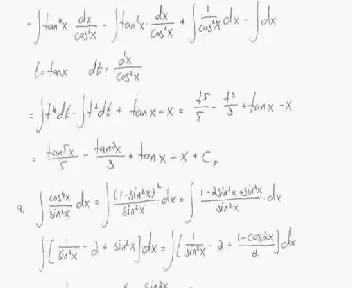 = ∫tan⁴x · dx/cos²x − ∫tan²x · dx/cos²x + ∫ 1/cos²x dx − ∫dx
t = tanx dt = dx/cos²x
= ∫t⁴dt − ∫t²dt + tanx − x = t⁵/5 − t³/3 + tanx − x
= tan⁵x/5 − tan³x/3 + tanx − x + C,
a. ∫ cos⁴x/sin²x dx = ∫ (1−sin²x)²/sin²x dx = ∫ 1−2sin²x+sin⁴x/sin²x · dx
∫[1/sin²x − 2 + sin²x]dx = ∫[1/sin²x − 2 + 1−cos2x/2]dx
sin2x